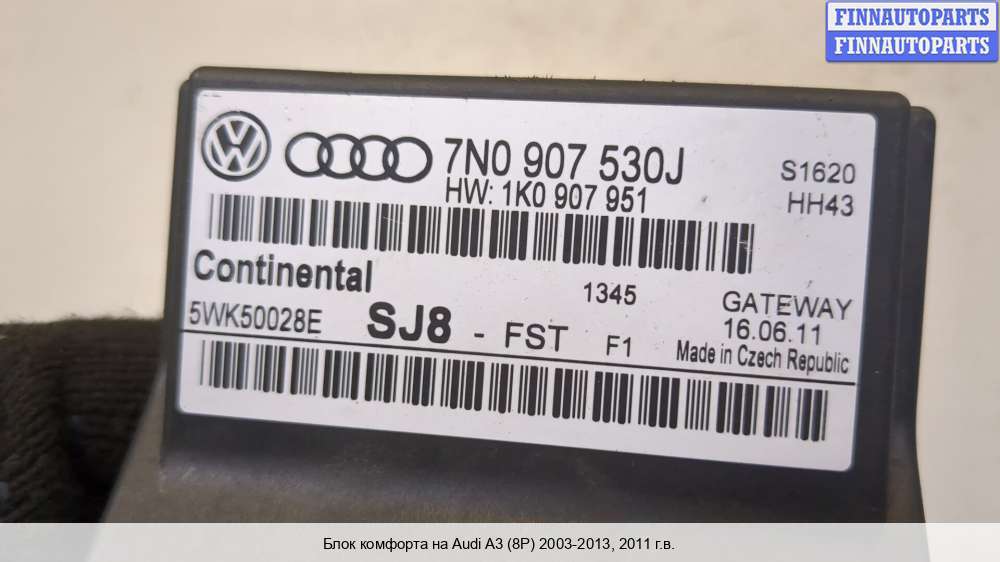 FINNAUTOPARTS
FINNAUTOPARTS
7N0 907 530J
S1620
HW: 1K0 907 951
HH43
Continental
1345
GATEWAY
5WK50028E
SJ8 - FST
F1
16.06.11
Made in Czech Republic
Блок комфорта на Audi A3 (8P) 2003-2013, 2011 г.в.